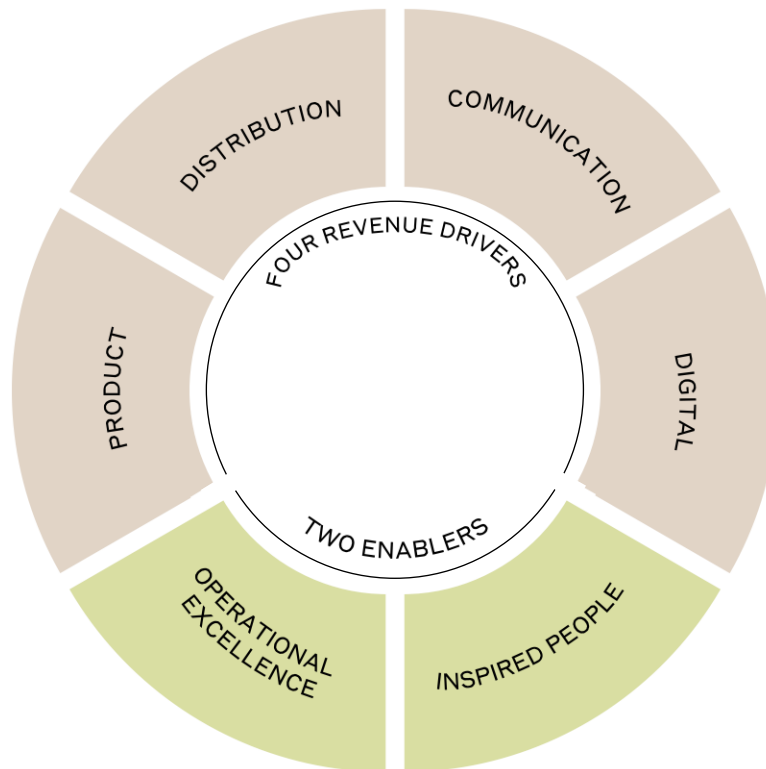 DISTRIBUTION
COMMUNICATION
FOUR REVENUE DRIVERS
PRODUCT
DIGITAL
TWO ENABLERS
OPERATIONAL
EXCELLENCE
INSPIRED PEOPLE